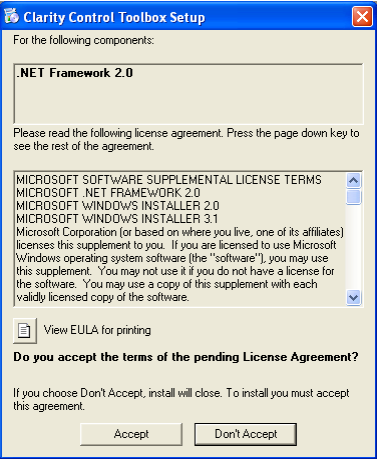 Clarity Control Toolbox Setup
For the following components:
.NET Framework 2.0
Please read the following license agreement. Press the page down key to
see the rest of the agreement.
MICROSOFT SOFTWARE SUPPLEMENTAL LICENSE TERMS
MICROSOFT .NET FRAMEWORK 2.0
MICROSOFT WINDOWS INSTALLER 2.0
MICROSOFT WINDOWS INSTALLER 3.1
Microsoft Corporation (or based on where you live, one of its affiliates)
licenses this supplement to you.  If you are licensed to use Microsoft
Windows operating system software (the "software"), you may use
this supplement.  You may not use it if you do not have a license for
the software.  You may use a copy of this supplement with each
validly licensed copy of the software.
View EULA for printing
Do you accept the terms of the pending License Agreement?
If you choose Don't Accept, install will close. To install you must accept
this agreement.
Accept
Don't Accept